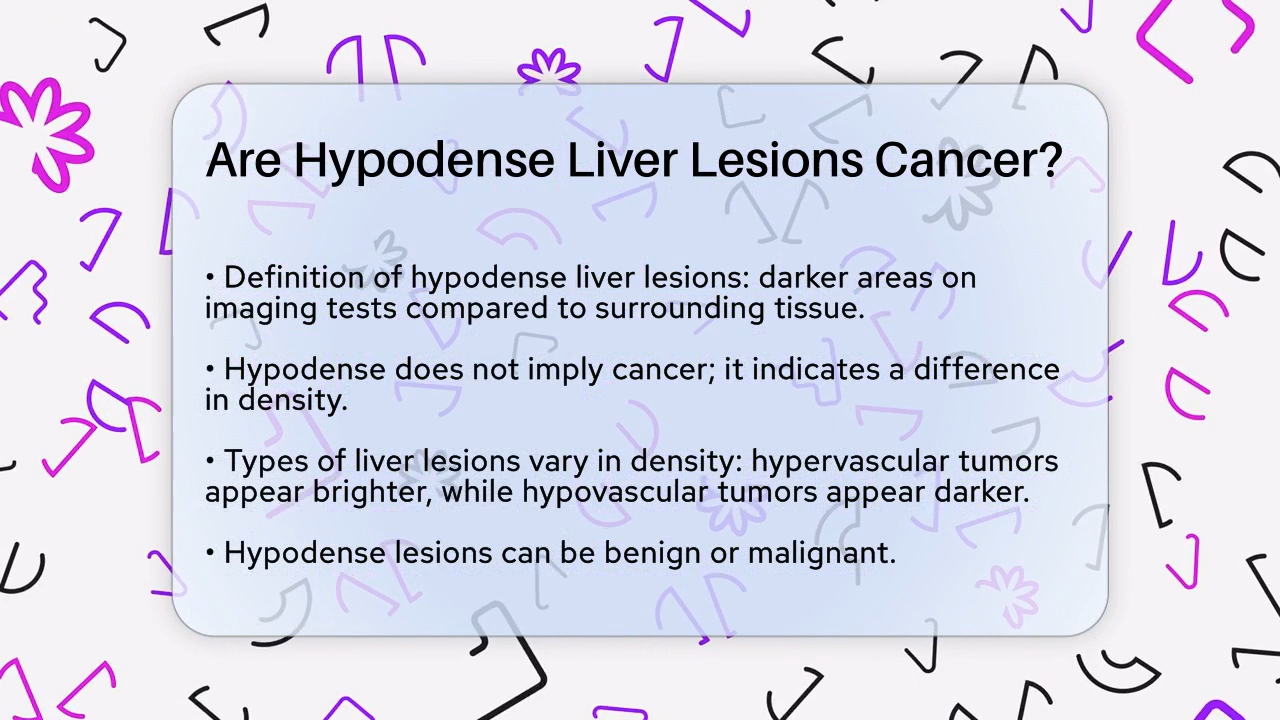 Are Hypodense Liver Lesions Cancer?
• Definition of hypodense liver lesions: darker areas on
imaging tests compared to surrounding tissue.
• Hypodense does not imply cancer; it indicates a difference
in density.
• Types of liver lesions vary in density: hypervascular tumors
appear brighter, while hypovascular tumors appear darker.
• Hypodense lesions can be benign or malignant.